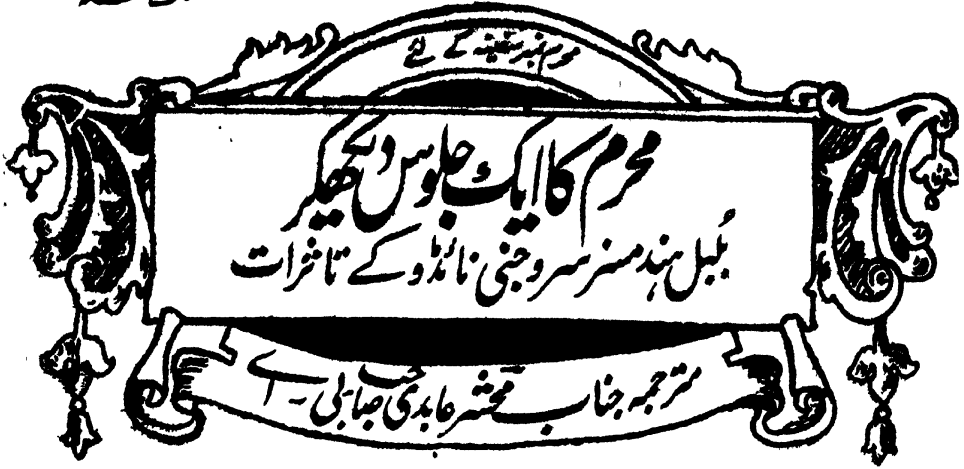 محرم نمبر سفینہ کے لئے
محرم کا ایک جلوس دیکھکر
بُلبل ہند مسز سروجنی نائڈو کے تاثرات
مترجمہ جناب محشر عابدی صاحب بی ۔ اے